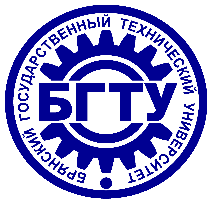 БРЯНСКИЙ ГОСУДАРСТВЕННЫЙ ТЕХНИЧЕСКИЙ УНИВЕРСИТЕТ
БГТУ